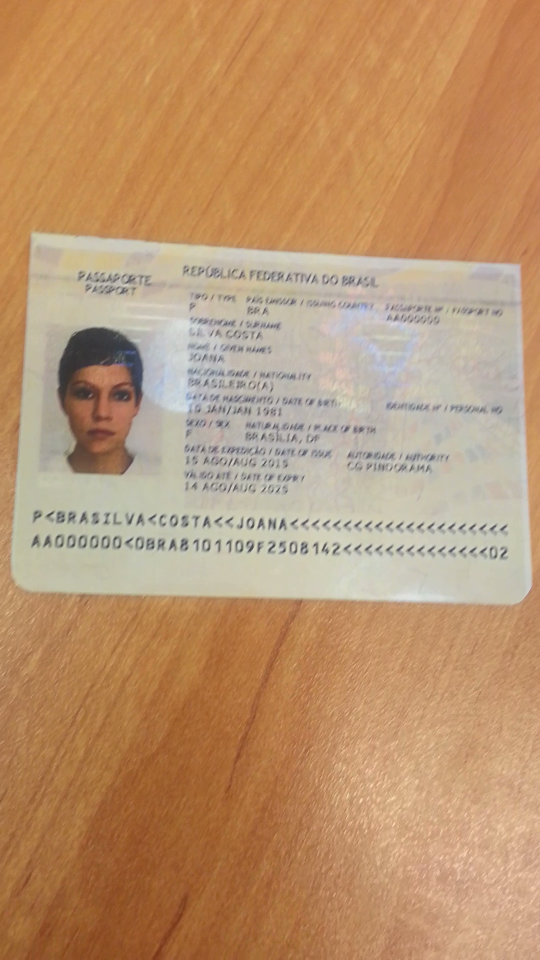 PASSAPORTE
PASSPORT
REPÚBLICA FEDERATIVA DO BRASIL
TIPO / TYPE PAÍS EMISSOR / ISSUING COUNTRY PASSAPORTE Nº / PASSPORT NO
P BRA AA000000
SOBRENOME / SURNAME
SILVA COSTA
NOME / GIVEN NAMES
JOANA
NACIONALIDADE / NATIONALITY
BRASILEIRO(A)
DATA DE NASCIMENTO / DATE OF BIRTH IDENTIDADE Nº / PERSONAL NO
10 JAN/JAN 1981
SEXO / SEX NATURALIDADE / PLACE OF BIRTH
F BRASÍLIA, DF
DATA DE EXPEDIÇÃO / DATE OF ISSUE AUTORIDADE / AUTHORITY
15 AGO/AUG 2015 CG PINDORAMA
VÁLIDO ATÉ / DATE OF EXPIRY
14 AGO/AUG 2025
P<BRASILVA<COSTA<<JOANA<<<<<<<<<<<<<<<<<<<<<
AA000000<0BRA8101109F2508142<<<<<<<<<<<<<<02